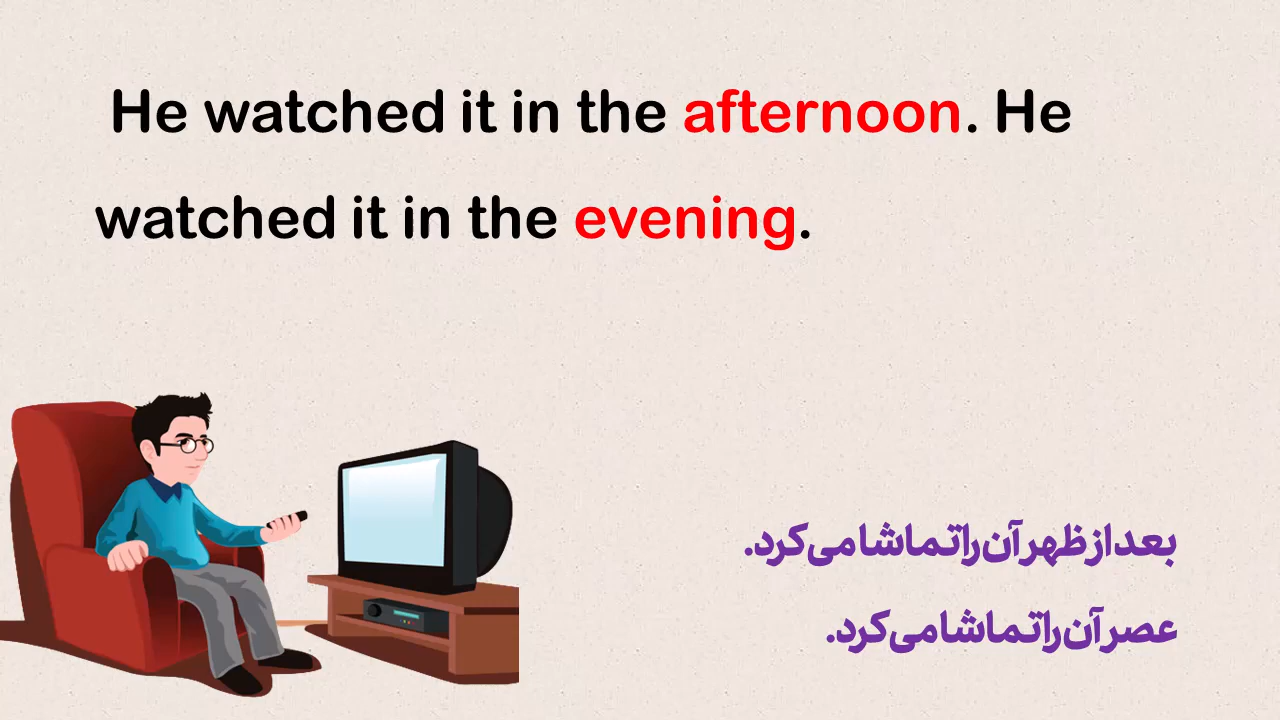 He watched it in the afternoon. He
watched it in the evening.
بعد از ظهر آن را تماشا می‌کرد.
عصر آن را تماشا می‌کرد.